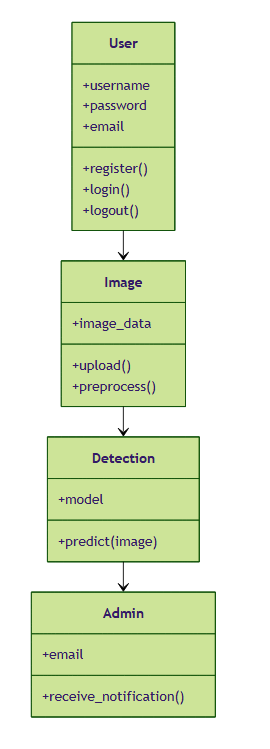 User
+username
+password
+email
+register()
+login()
+logout()
Image
+image_data
+upload()
+preprocess()
Detection
+model
+predict(image)
Admin
+email
+receive_notification()